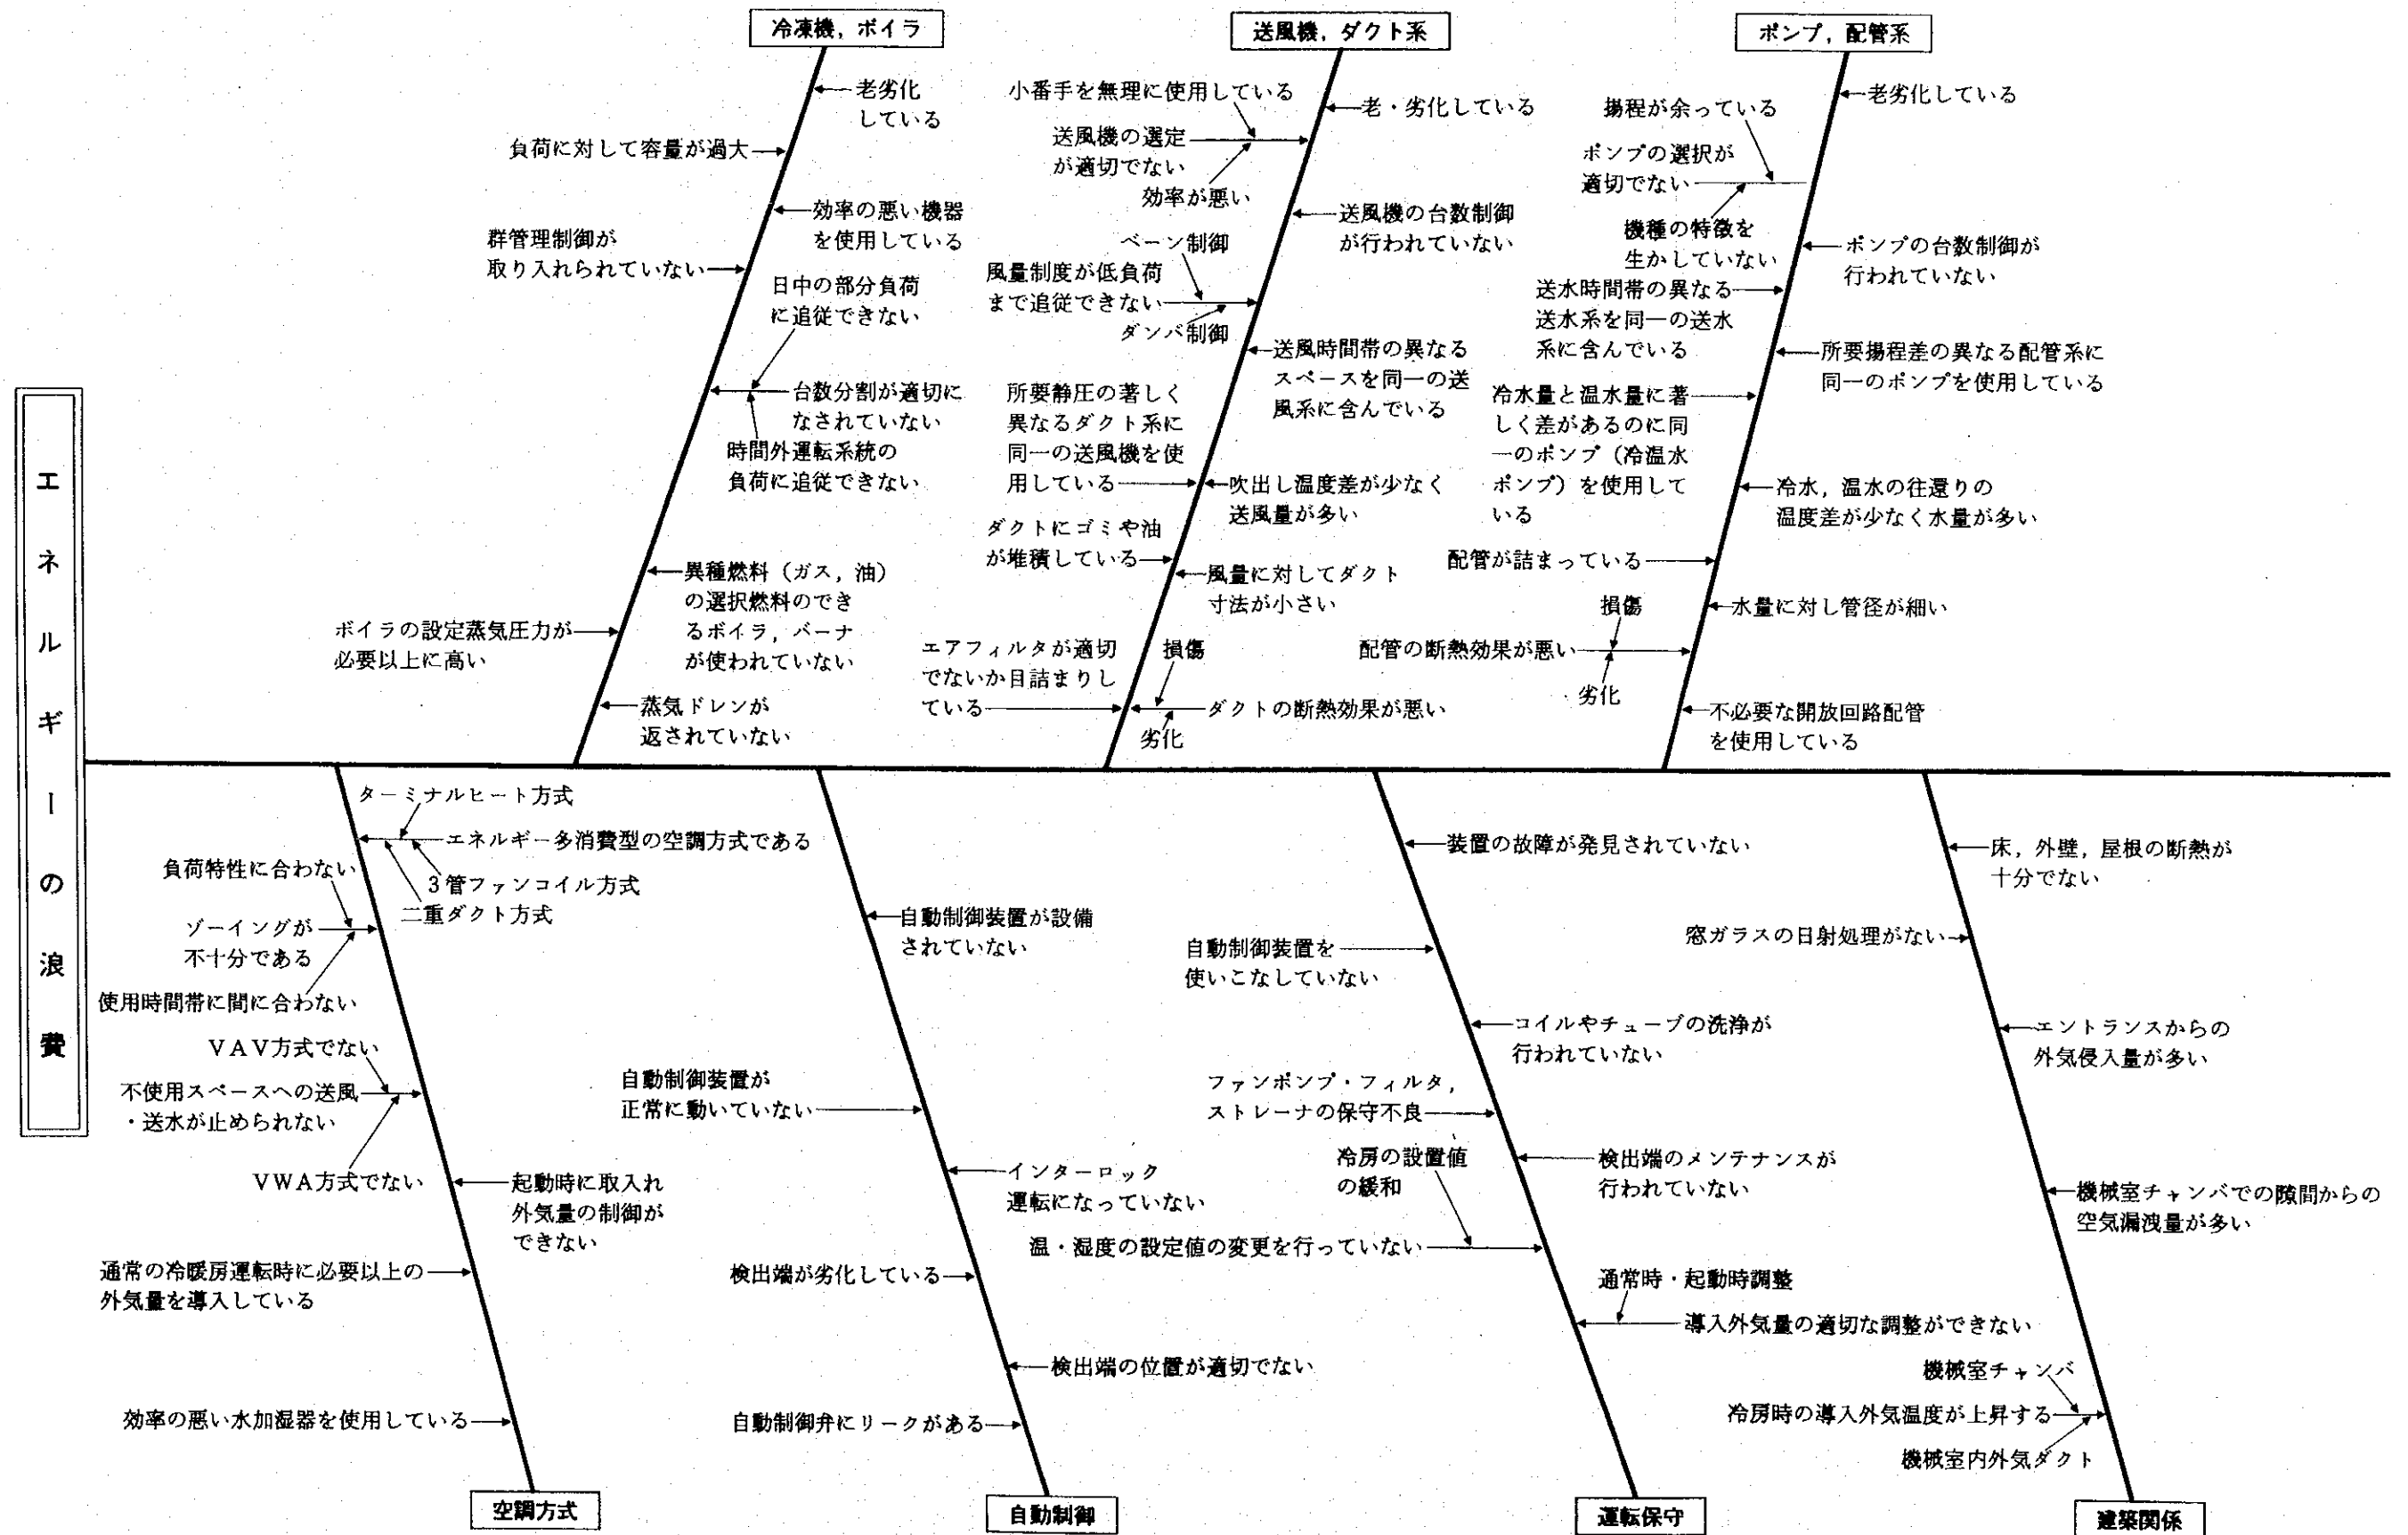 エネルギーの浪費
冷凍機，ボイラ
老劣化
している
負荷に対して容量が過大
効率の悪い機器
を使用している
群管理制御が
取り入れられていない
日中の部分負荷
に追従できない
台数分割が適切に
なされていない
時間外運転系統の
負荷に追従できない
異種燃料（ガス，油）
の選択燃料のでき
るボイラ，バーナ
が使われていない
ボイラの設定蒸気圧力が
必要以上に高い
蒸気ドレンが
返されていない
送風機，ダクト系
小番手を無理に使用している
老・劣化している
送風機の選定
が適切でない
効率が悪い
送風機の台数制御
が行われていない
ベーン制御
風量制度が低負荷
まで追従できない
ダンパ制御
送風時間帯の異なる
スペースを同一の送
風系に含んでいる
所要静圧の著しく
異なるダクト系に
同一の送風機を使
用している
吹出し温度差が少なく
送風量が多い
ダクトにゴミや油
が堆積している
風量に対してダクト
寸法が小さい
エアフィルタが適切
でないか目詰まりし
ている
損傷
ダクトの断熱効果が悪い
劣化
ポンプ，配管系
老劣化している
揚程が余っている
ポンプの選択が
適切でない
機種の特徴を
生かしていない
ポンプの台数制御が
行われていない
送水時間帯の異なる
送水系を同一の送水
系に含んでいる
所要揚程差の異なる配管系に
同一のポンプを使用している
冷水量と温水量に著
しく差があるのに同
一のポンプ（冷温水
ポンプ）を使用して
いる
冷水，温水の往還りの
温度差が少なく水量が多い
配管が詰まっている
水量に対し管径が細い
損傷
配管の断熱効果が悪い
劣化
不必要な開放回路配管
を使用している
ターミナルヒート方式
エネルギー多消費型の空調方式である
3管ファンコイル方式
二重ダクト方式
負荷特性に合わない
ゾーイングが
不十分である
使用時間帯に間に合わない
ＶＡＶ方式でない
不使用スペースへの送風
・送水が止められない
ＶＷＡ方式でない
起動時に取入れ
外気量の制御が
できない
通常の冷暖房運転時に必要以上の
外気量を導入している
効率の悪い水加湿器を使用している
空調方式
自動制御装置が設備
されていない
自動制御装置が
正常に動いていない
インターロック
運転になっていない
検出端が劣化している
検出端の位置が適切でない
自動制御弁にリークがある
自動制御
装置の故障が発見されていない
自動制御装置を
使いこなしていない
コイルやチューブの洗浄が
行われていない
ファンポンプ・フィルタ，
ストレーナの保守不良
検出端のメンテナンスが
行われていない
冷房の設置値
の緩和
温・湿度の設定値の変更を行っていない
通常時・起動時調整
導入外気量の適切な調整ができない
運転保守
床，外壁，屋根の断熱が
十分でない
窓ガラスの日射処理がない
エントランスからの
外気侵入量が多い
機械室チャンバでの隙間からの
空気漏洩量が多い
機械室チャンバ
冷房時の導入外気温度が上昇する
機械室内外気ダクト
建築関係